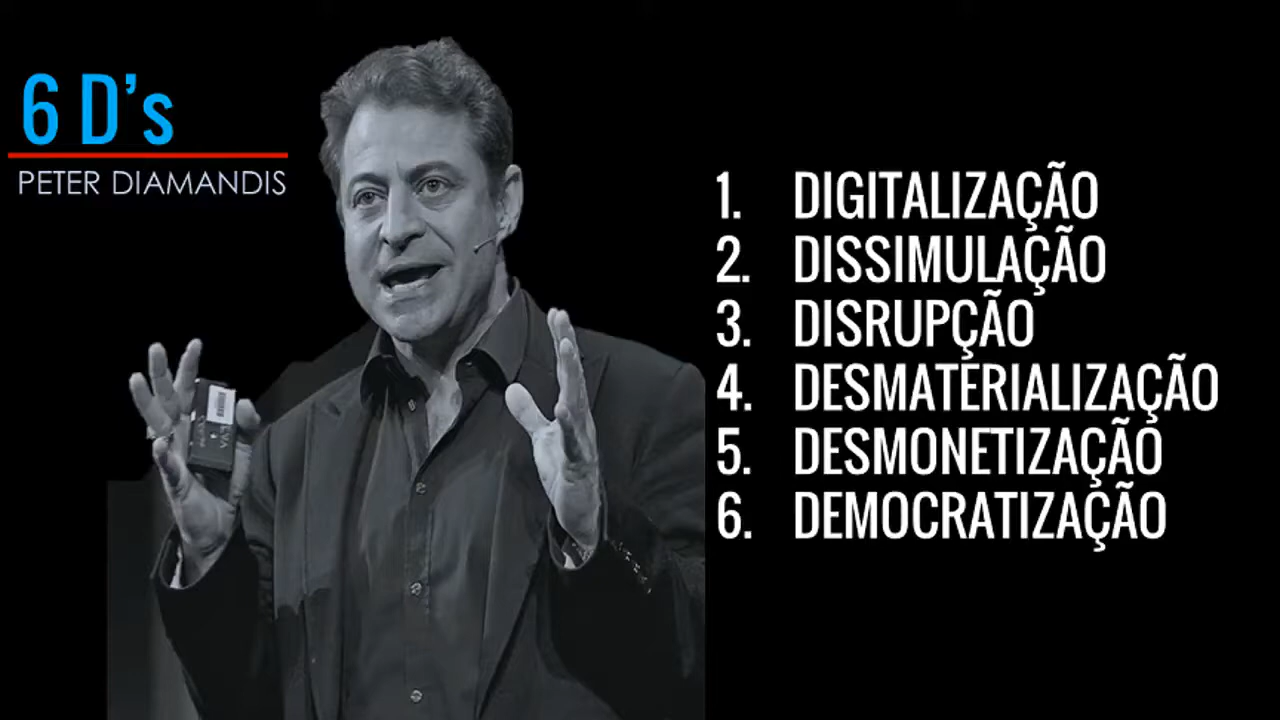 6 D's
PETER DIAMANDIS
1. DIGITALIZAÇÃO
2. DISSIMULAÇÃO
3. DISRUPÇÃO
4. DESMATERIALIZAÇÃO
5. DESMONETIZAÇÃO
6. DEMOCRATIZAÇÃO